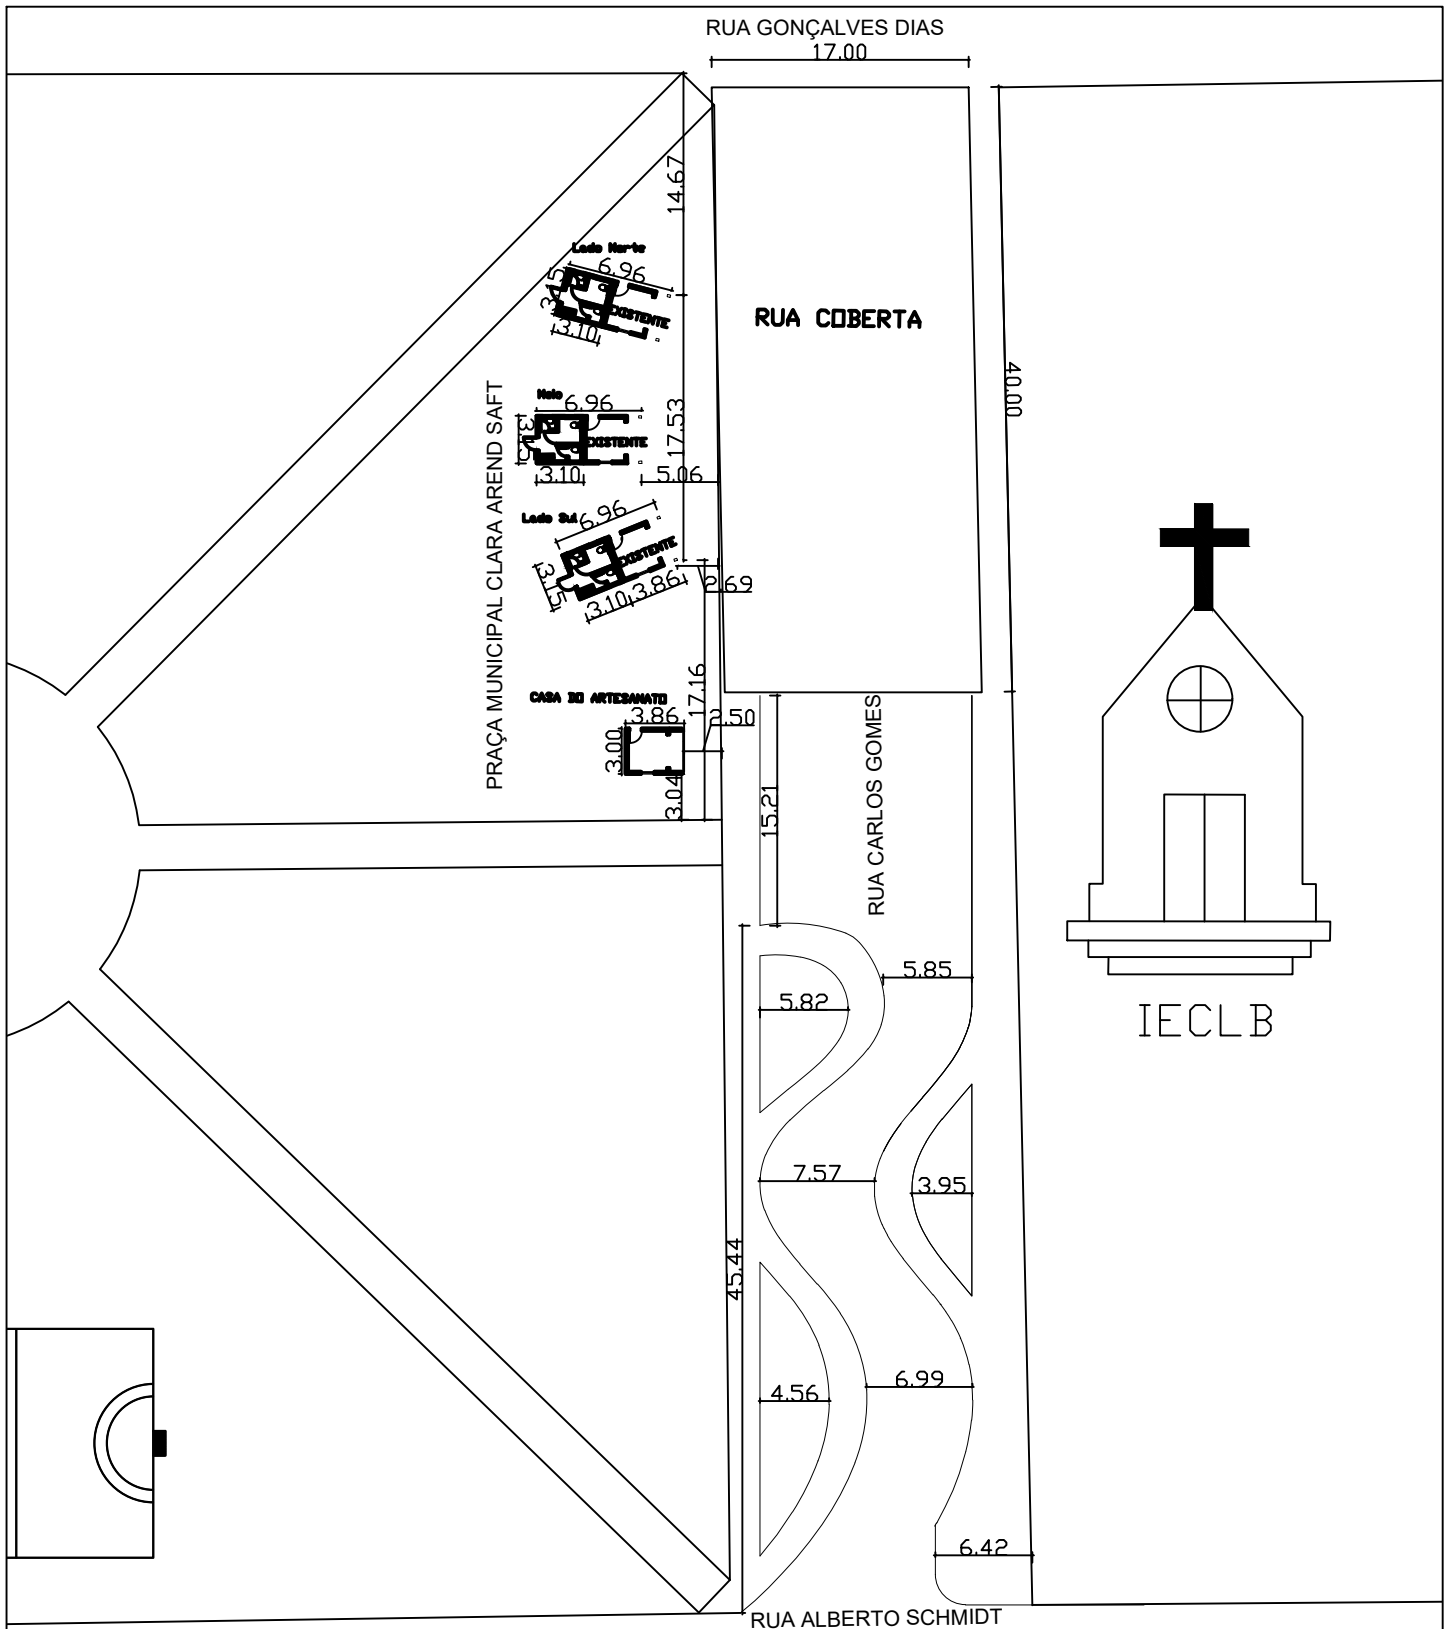 RUA GONÇALVES DIAS
17.00
14.67
Lado Norte
6.96
3.15
EXISTENTE
3.10
RUA COBERTA
40.00
PRAÇA MUNICIPAL CLARA AREND SAFT
Meio
6.96
17.53
3.15
EXISTENTE
3.10
5.06
Lado Sul
6.96
EXISTENTE
3.15
3.10
3.86
2.69
17.16
CASA DO ARTESANATO
3.86
2.50
3.00
3.04
15.21
RUA CARLOS GOMES
5.85
5.82
IECLB
7.57
3.95
45.44
6.99
4.56
6.42
RUA ALBERTO SCHMIDT